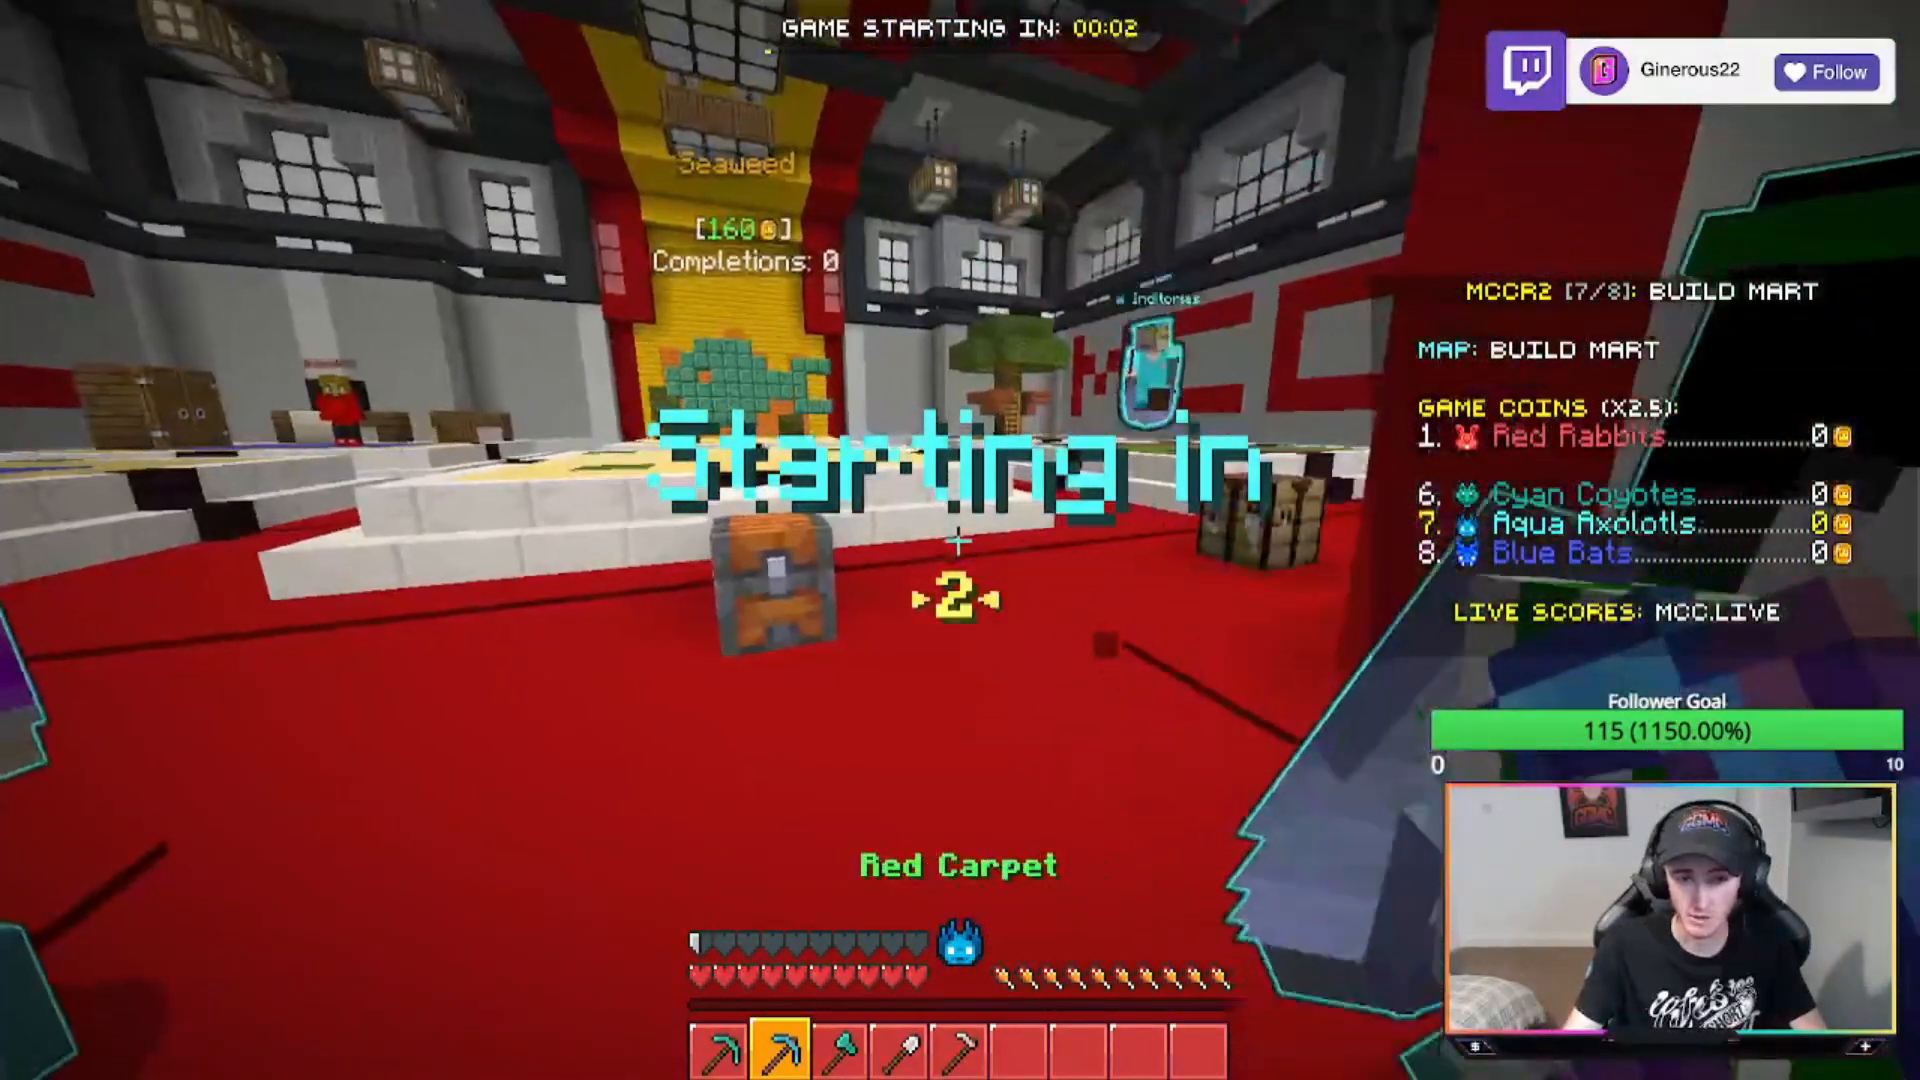 GAME STARTING IN: 00:02
Ginerous22
Follow
Seaweed
[160]
Completions: 0
Inditorias
MCCR2 [7/8]: BUILD MART
MAP: BUILD MART
GAME COINS (X2.5):
1. Red Rabbits 0
6. Cyan Coyotes 0
7. Aqua Axolotls 0
8. Blue Bats 0
LIVE SCORES: MCC.LIVE
Starting in
2
Follower Goal
115 (1150.00%)
0
10
Red Carpet